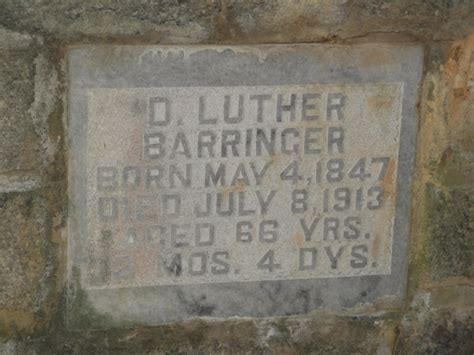 D. LUTHER
BARRINGER
BORN MAY 4, 1847
DIED JULY 8, 1913
AGED 66 YRS.
MOS. 4 DYS.